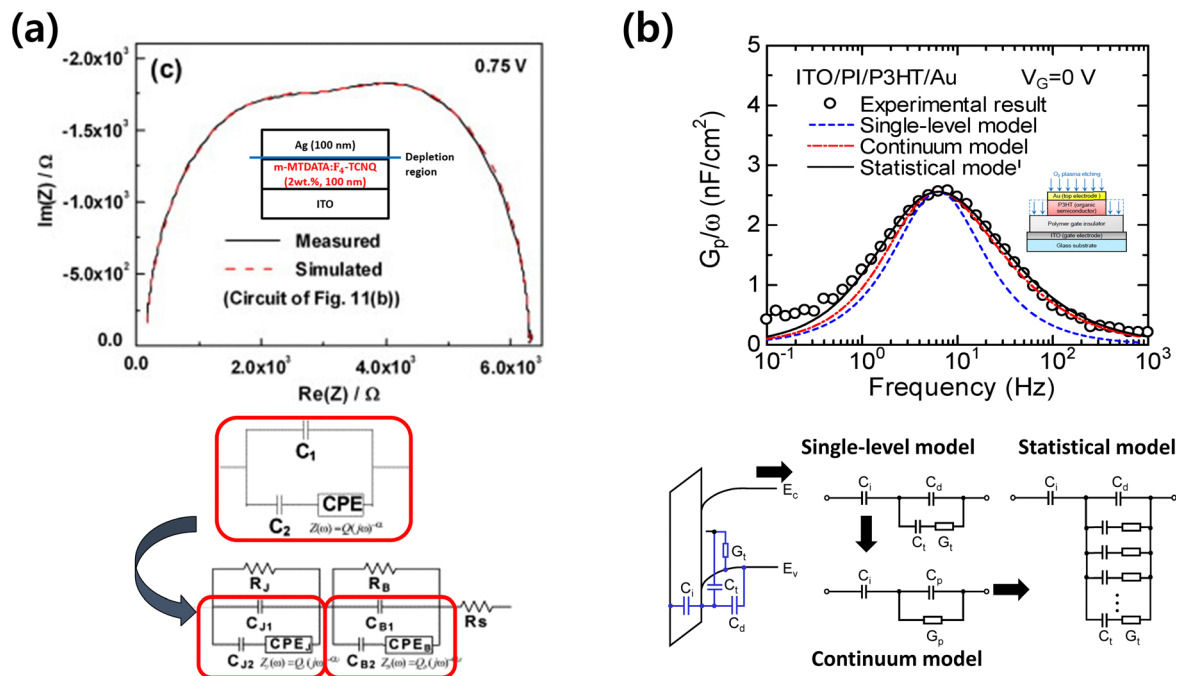 (a)
(c)
0.75 V
-2.0x10³
-1.5x10³
-1.0x10³
-5.0x10²
0.0
Im(Z) / Ω
Ag (100 nm)
m-MTDATA:F₄-TCNQ
(2wt.%, 100 nm)
ITO
Depletion
region
Measured
Simulated
(Circuit of Fig. 11(b))
0.0
2.0x10³
4.0x10³
6.0x10³
Re(Z) / Ω
C₁
C₂
CPE
Z(ω)=Q(jω)^-α
R_J
R_B
C_J1
C_B1
Rs
C_J2
CPE_J
C_B2
CPE_B
(b)
5
4
3
2
1
0
G_p/ω (nF/cm²)
ITO/PI/P3HT/Au
V_G=0 V
Experimental result
Single-level model
Continuum model
Statistical model
O₂ plasma etching
Au (top electrode)
P3HT (organic
semiconductor)
Polymer gate insulator
ITO (gate electrode)
Glass substrate
10⁻¹
10⁰
10¹
10²
10³
Frequency (Hz)
Single-level model
Statistical model
E_c
E_v
G_t
C_i
C_t
C_d
C_i
C_d
C_t
G_t
C_i
C_p
G_p
Continuum model
C_i
C_d
C_t
G_t